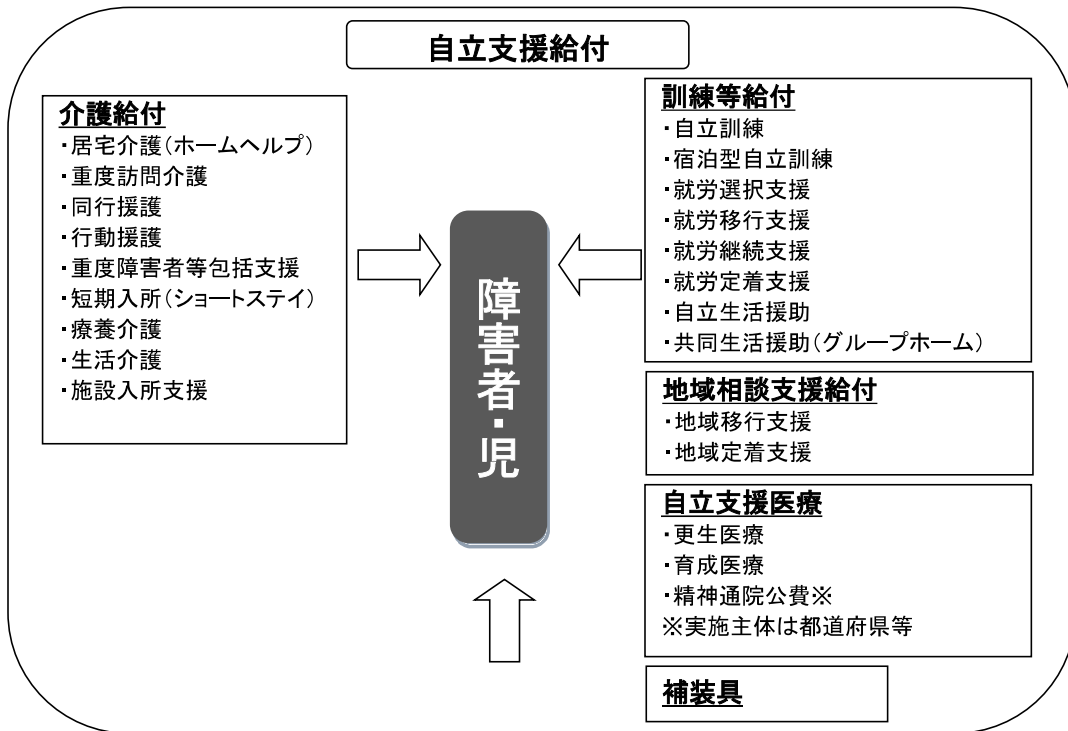 自立支援給付
介護給付
・居宅介護(ホームヘルプ)
・重度訪問介護
・同行援護
・行動援護
・重度障害者等包括支援
・短期入所(ショートステイ)
・療養介護
・生活介護
・施設入所支援
障害者・児
訓練等給付
・自立訓練
・宿泊型自立訓練
・就労選択支援
・就労移行支援
・就労継続支援
・就労定着支援
・自立生活援助
・共同生活援助(グループホーム)
地域相談支援給付
・地域移行支援
・地域定着支援
自立支援医療
・更生医療
・育成医療
・精神通院公費※
※実施主体は都道府県等
補装具